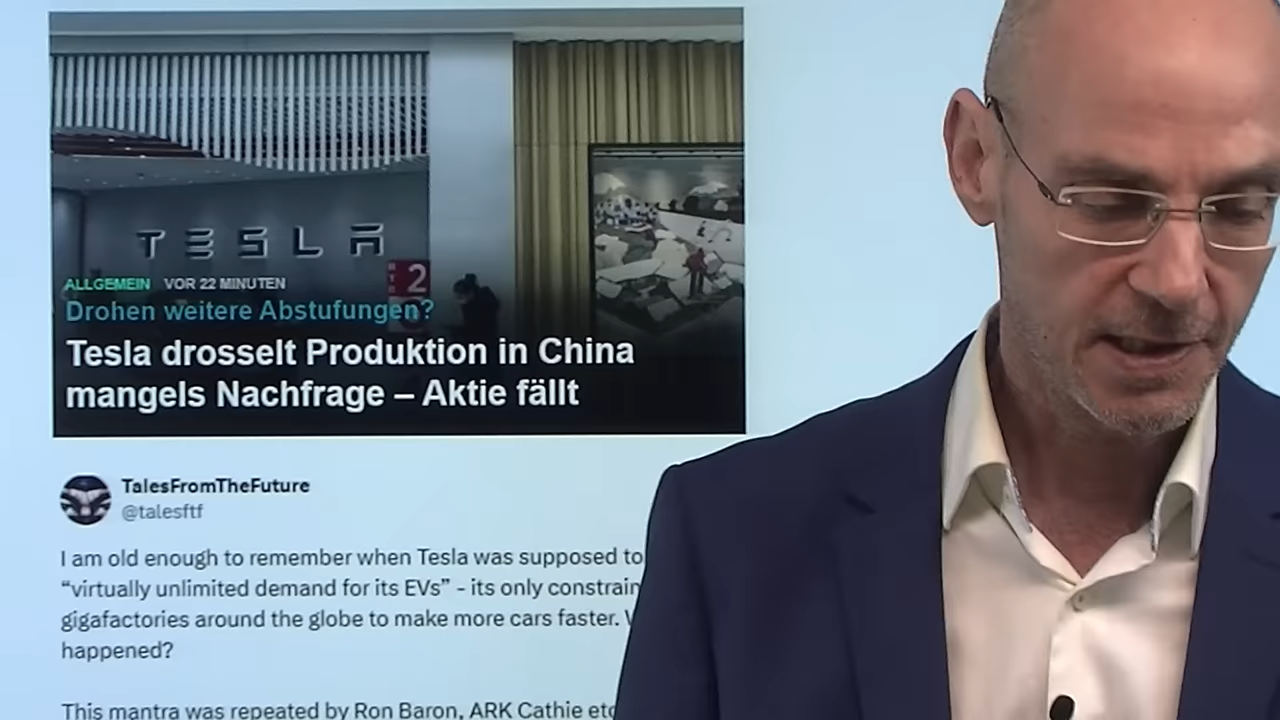 TESLA
2
ALLGEMEIN VOR 22 MINUTEN
Drohen weitere Abstufungen?
Tesla drosselt Produktion in China
mangels Nachfrage – Aktie fällt
TalesFromTheFuture
@talesftf
I am old enough to remember when Tesla was supposed to
“virtually unlimited demand for its EVs” - its only constrain
gigafactories around the globe to make more cars faster.
happened?
This mantra was repeated by Ron Baron, ARK Cathie etc